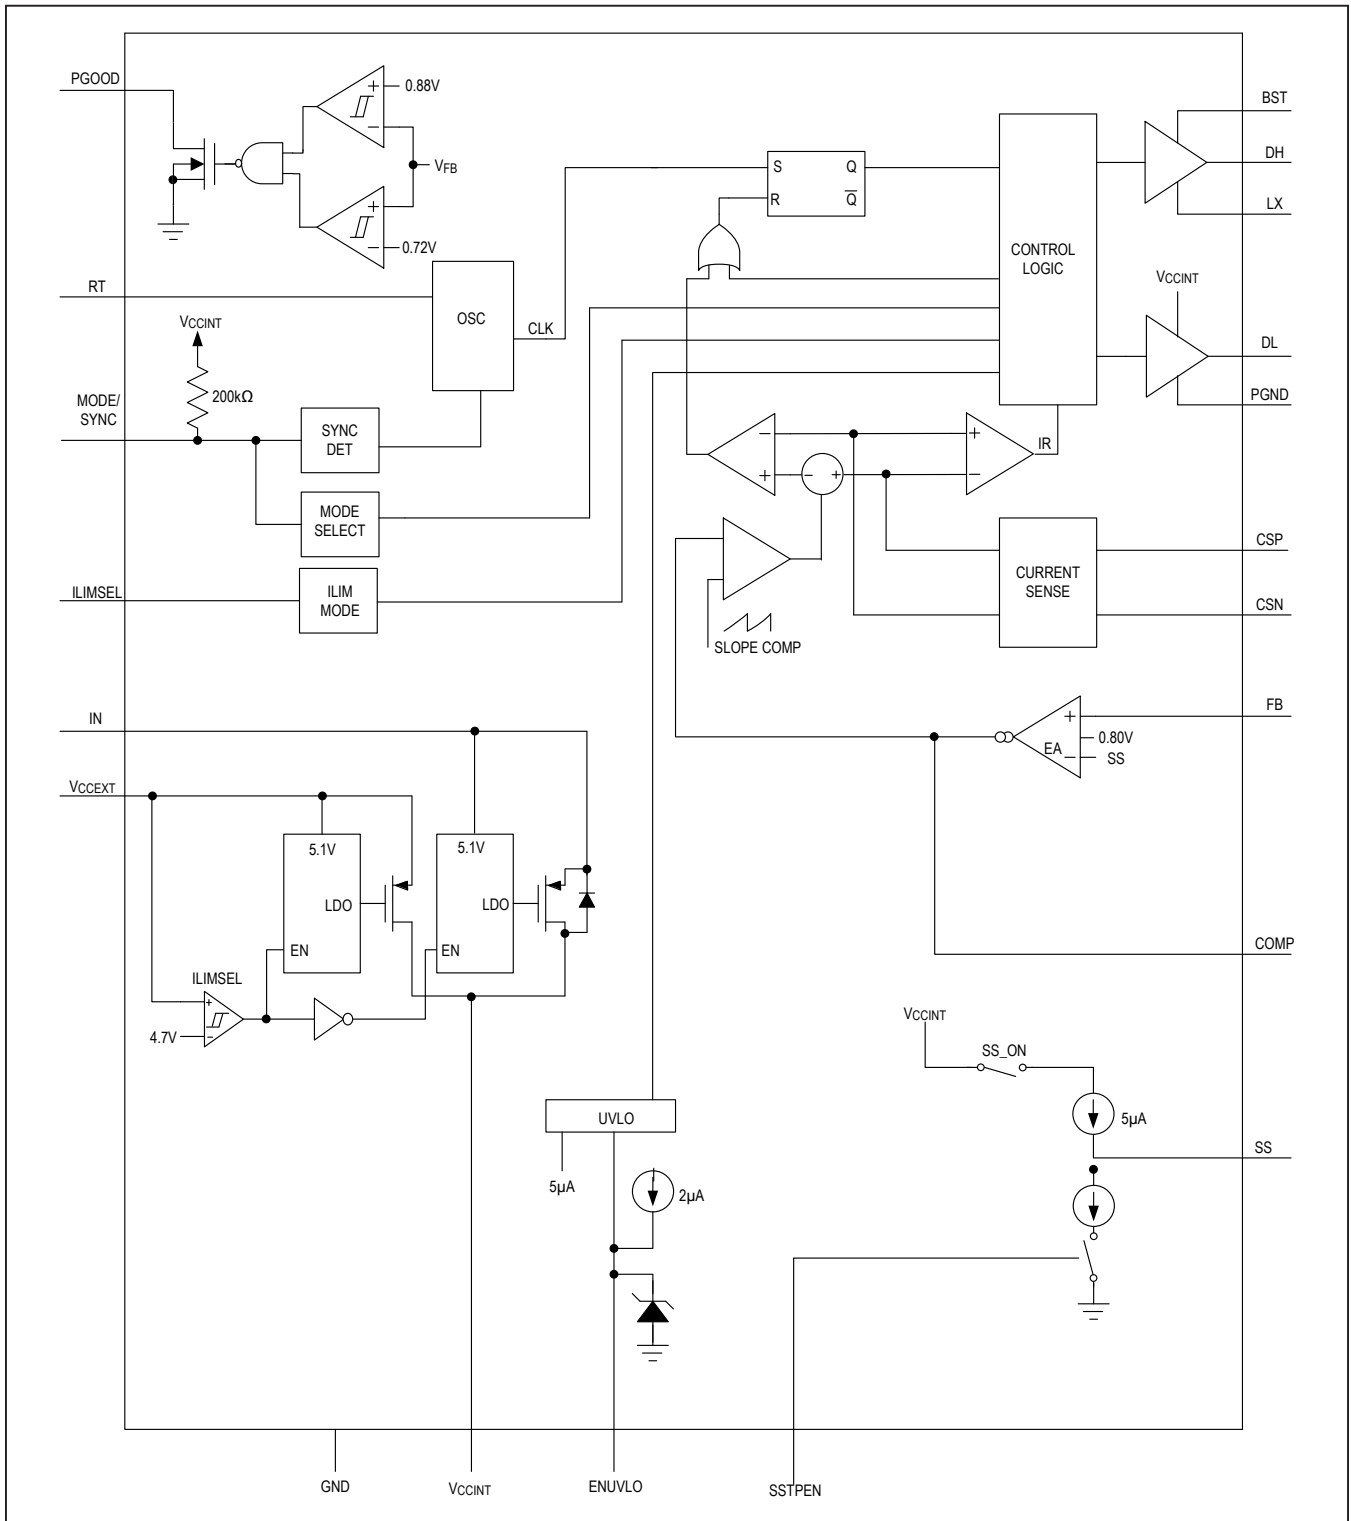 PGOOD
+
0.88V
−
VFB
+
−
0.72V
RT
OSC
CLK
VCCINT
200kΩ
MODE/
SYNC
SYNC
DET
MODE
SELECT
ILIMSEL
ILIM
MODE
S
Q
R
Q̅
CONTROL
LOGIC
BST
DH
LX
VCCINT
DL
PGND
−
+
−
+
+
−
IR
SLOPE COMP
CURRENT
SENSE
CSP
CSN
FB
+
EA
0.80V
−
SS
COMP
IN
VCCEXT
5.1V
LDO
EN
5.1V
LDO
EN
ILIMSEL
+
4.7V
−
UVLO
5µA
2µA
VCCINT
SS_ON
5µA
SS
GND
VCCINT
ENUVLO
SSTPEN